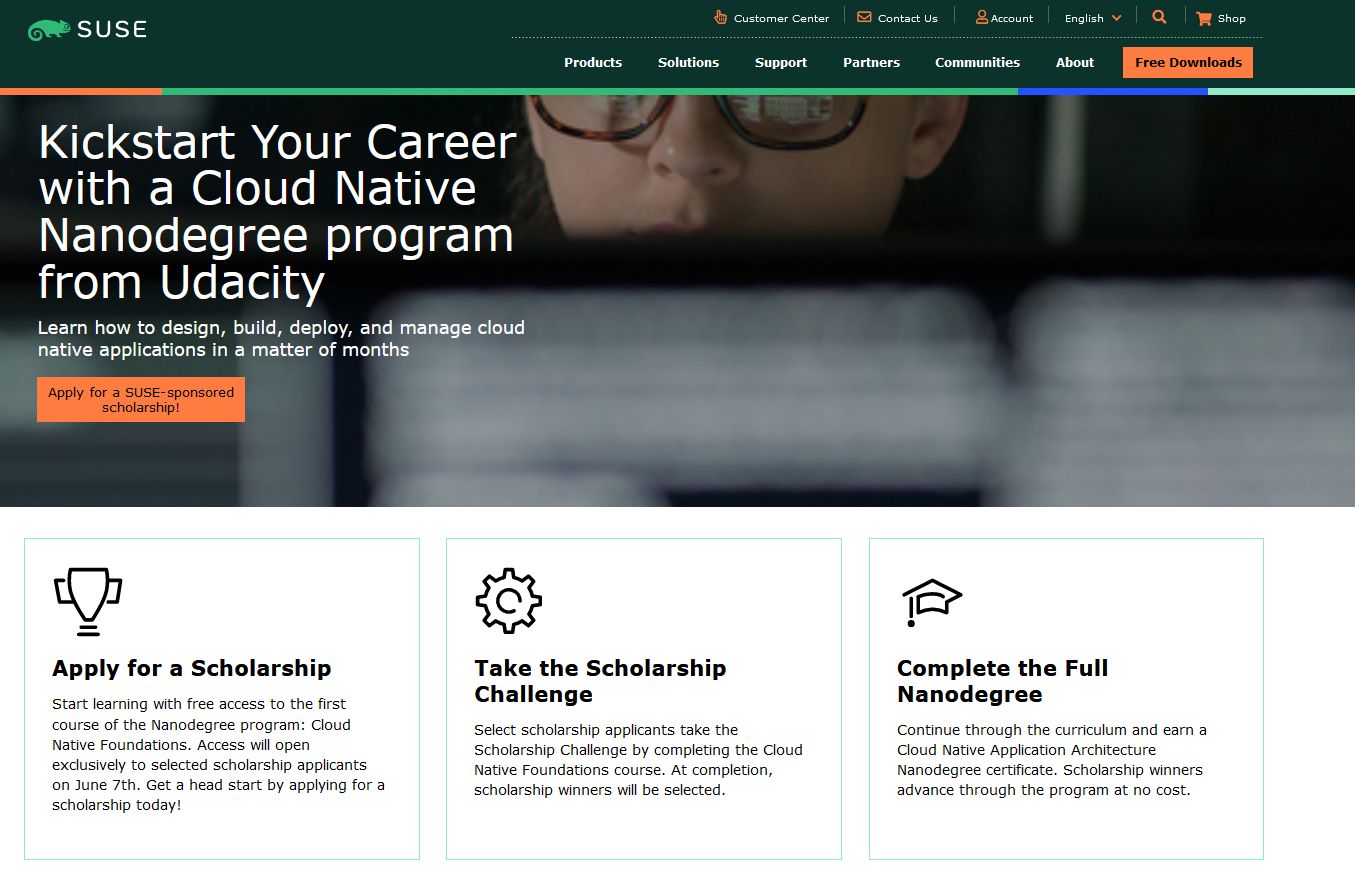 SUSE
Customer Center
Contact Us
Account
English
Shop
Products
Solutions
Support
Partners
Communities
About
Free Downloads
Kickstart Your Career
with a Cloud Native
Nanodegree program
from Udacity
Learn how to design, build, deploy, and manage cloud
native applications in a matter of months
Apply for a SUSE-sponsored
scholarship!
Apply for a Scholarship
Start learning with free access to the first
course of the Nanodegree program: Cloud
Native Foundations. Access will open
exclusively to selected scholarship applicants
on June 7th. Get a head start by applying for a
scholarship today!
Take the Scholarship
Challenge
Select scholarship applicants take the
Scholarship Challenge by completing the Cloud
Native Foundations course. At completion,
scholarship winners will be selected.
Complete the Full
Nanodegree
Continue through the curriculum and earn a
Cloud Native Application Architecture
Nanodegree certificate. Scholarship winners
advance through the program at no cost.